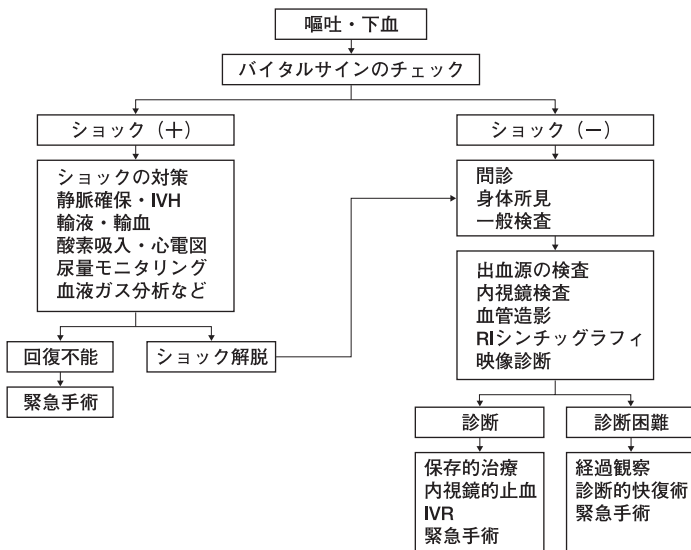 嘔吐・下血
バイタルサインのチェック
ショック（＋）
ショック（－）
ショックの対策
静脈確保・IVH
輸液・輸血
酸素吸入・心電図
尿量モニタリング
血液ガス分析など
問診
身体所見
一般検査
出血源の検査
内視鏡検査
血管造影
RIシンチッグラフィ
映像診断
回復不能
ショック解脱
緊急手術
診断
診断困難
保存的治療
内視鏡的止血
IVR
緊急手術
経過観察
診断的快復術
緊急手術